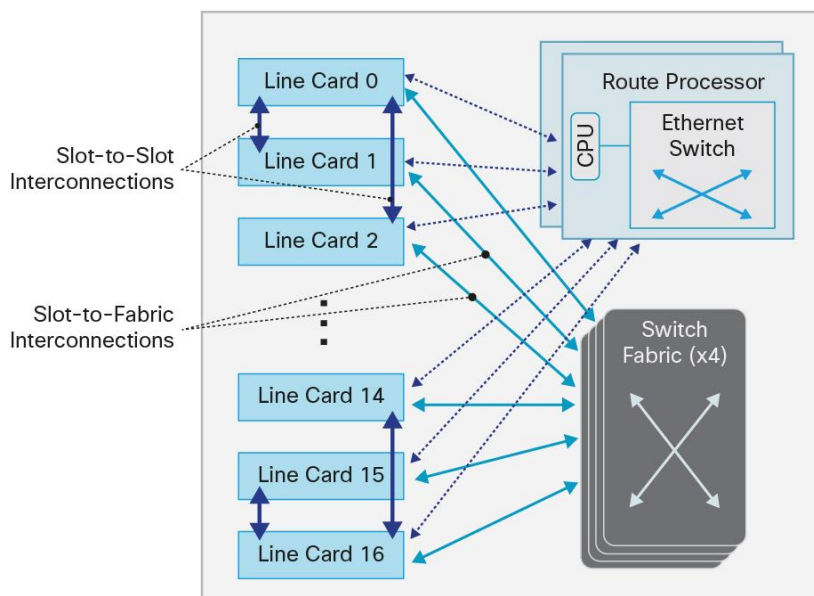 Line Card 0
Line Card 1
Line Card 2
Line Card 14
Line Card 15
Line Card 16
Slot-to-Slot
Interconnections
Slot-to-Fabric
Interconnections
Route Processor
CPU
Ethernet
Switch
Switch
Fabric (x4)